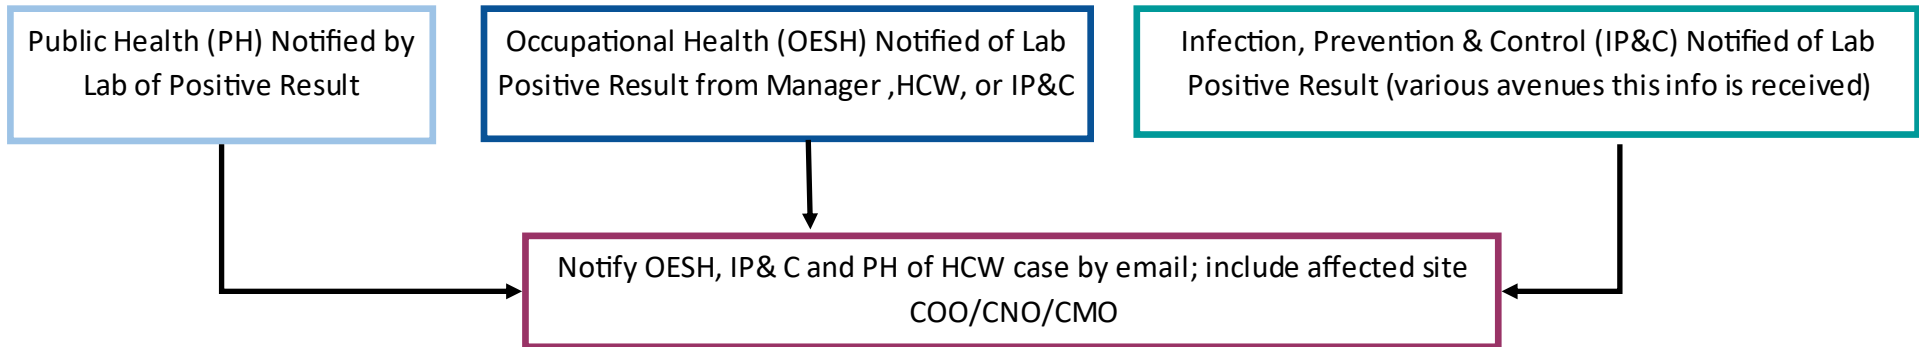 Public Health (PH) Notified by
Lab of Positive Result
Occupational Health (OESH) Notified of Lab
Positive Result from Manager ,HCW, or IP&C
Infection, Prevention & Control (IP&C) Notified of Lab
Positive Result (various avenues this info is received)
Notify OESH, IP& C and PH of HCW case by email; include affected site
COO/CNO/CMO